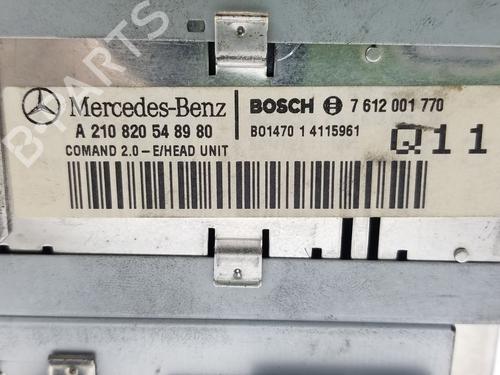 Mercedes-Benz
BOSCH 7 612 001 770
A 210 820 54 89 80
BO1470 1 4115961
COMAND 2.0-E/HEAD UNIT
Q11
B-PARTS